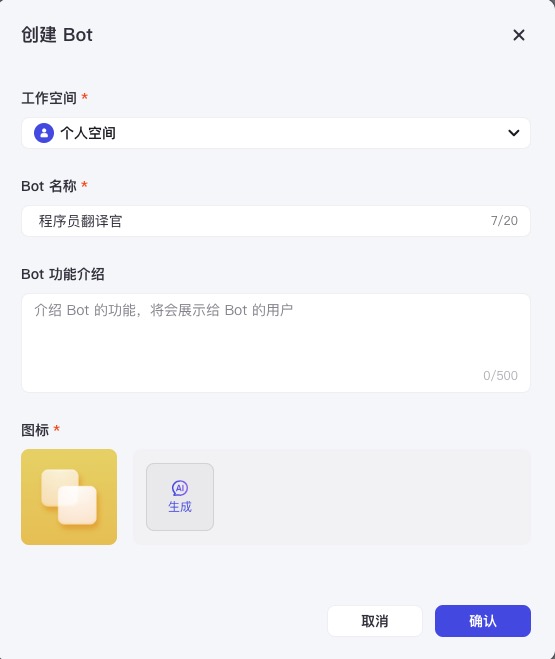 创建 Bot
工作空间 *
个人空间
Bot 名称 *
程序员翻译官 7/20
Bot 功能介绍
介绍 Bot 的功能，将会展示给 Bot 的用户
0/500
图标 *
AI
生成
取消 确认